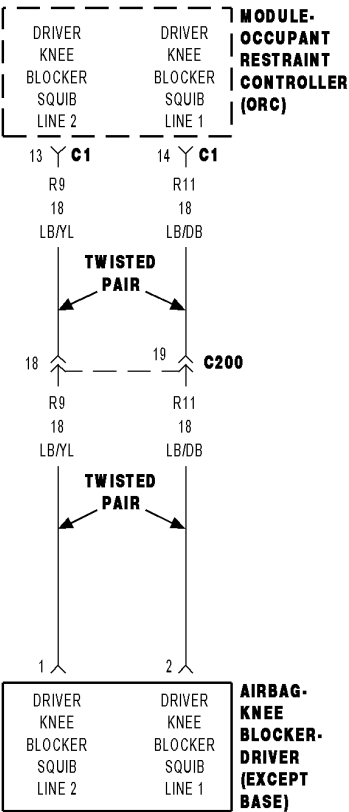 DRIVER
KNEE
BLOCKER
SQUIB
LINE 2
DRIVER
KNEE
BLOCKER
SQUIB
LINE 1
MODULE-
OCCUPANT
RESTRAINT
CONTROLLER
(ORC)
13 C1
14 C1
R9
18
LB/YL
R11
18
LB/DB
TWISTED
PAIR
18
19
C200
R9
18
LB/YL
R11
18
LB/DB
TWISTED
PAIR
1
2
DRIVER
KNEE
BLOCKER
SQUIB
LINE 2
DRIVER
KNEE
BLOCKER
SQUIB
LINE 1
AIRBAG-
KNEE
BLOCKER-
DRIVER
(EXCEPT
BASE)